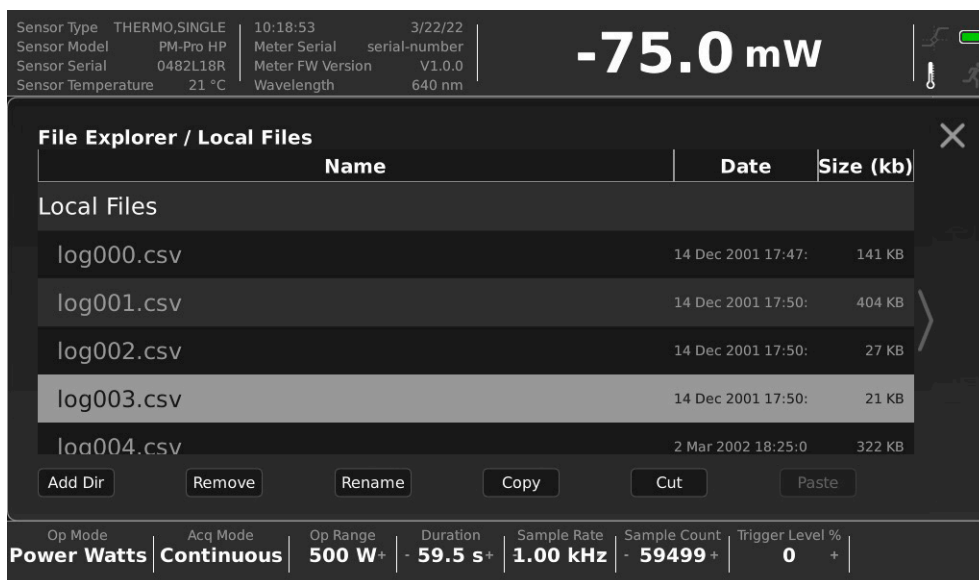 Sensor Type THERMO,SINGLE 10:18:53 3/22/22
Sensor Model PM-Pro HP Meter Serial serial-number
Sensor Serial 0482L18R Meter FW Version V1.0.0
Sensor Temperature 21 °C Wavelength 640 nm
-75.0 mW
File Explorer / Local Files
Name Date Size (kb)
Local Files
log000.csv 14 Dec 2001 17:47: 141 KB
log001.csv 14 Dec 2001 17:50: 404 KB
log002.csv 14 Dec 2001 17:50: 27 KB
log003.csv 14 Dec 2001 17:50: 21 KB
log004.csv 2 Mar 2002 18:25:0 322 KB
Add Dir Remove Rename Copy Cut Paste
Op Mode Acq Mode Op Range Duration Sample Rate Sample Count Trigger Level %
Power Watts Continuous 500 W + - 59.5 s + 1.00 kHz - 59499 + 0 +